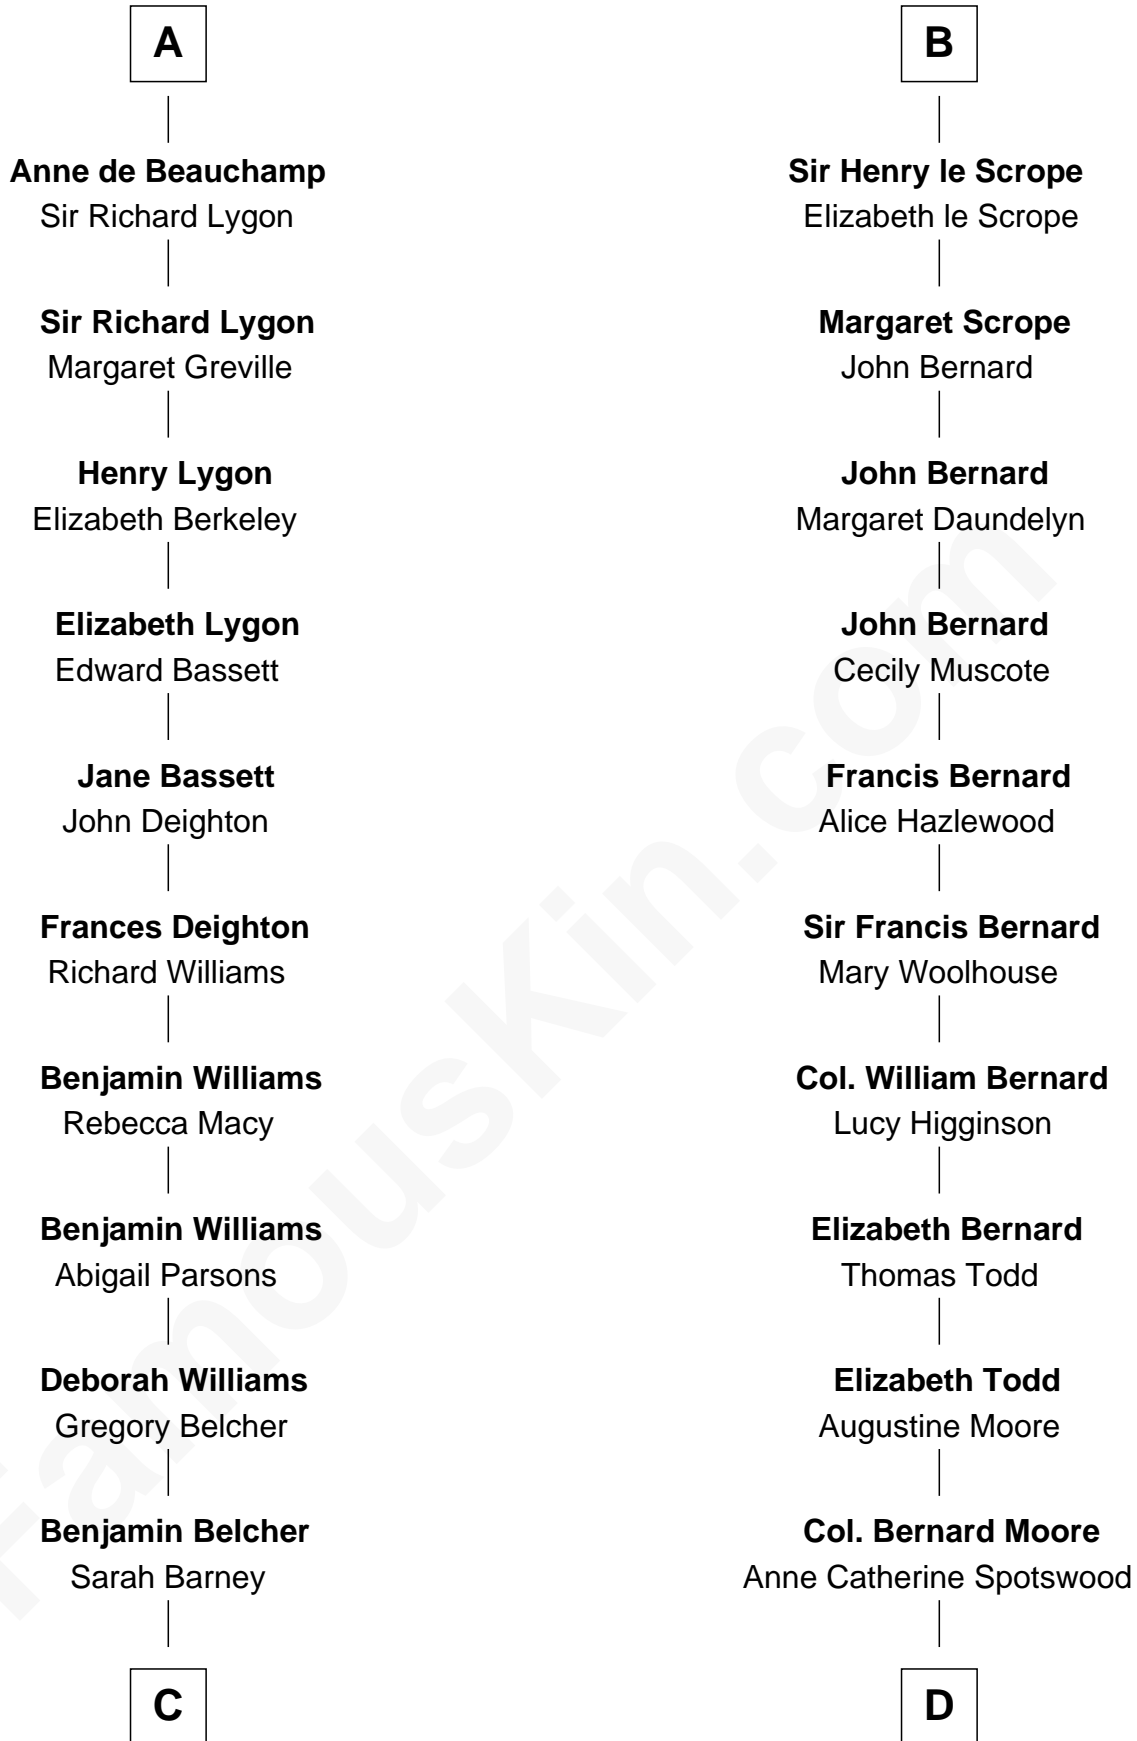 A
Anne de Beauchamp
Sir Richard Lygon
Sir Richard Lygon
Margaret Greville
Henry Lygon
Elizabeth Berkeley
Elizabeth Lygon
Edward Bassett
Jane Bassett
John Deighton
Frances Deighton
Richard Williams
Benjamin Williams
Rebecca Macy
Benjamin Williams
Abigail Parsons
Deborah Williams
Gregory Belcher
Benjamin Belcher
Sarah Barney
C
B
Sir Henry le Scrope
Elizabeth le Scrope
Margaret Scrope
John Bernard
John Bernard
Margaret Daundelyn
John Bernard
Cecily Muscote
Francis Bernard
Alice Hazlewood
Sir Francis Bernard
Mary Woolhouse
Col. William Bernard
Lucy Higginson
Elizabeth Bernard
Thomas Todd
Elizabeth Todd
Augustine Moore
Col. Bernard Moore
Anne Catherine Spotswood
D
FamousKin.com